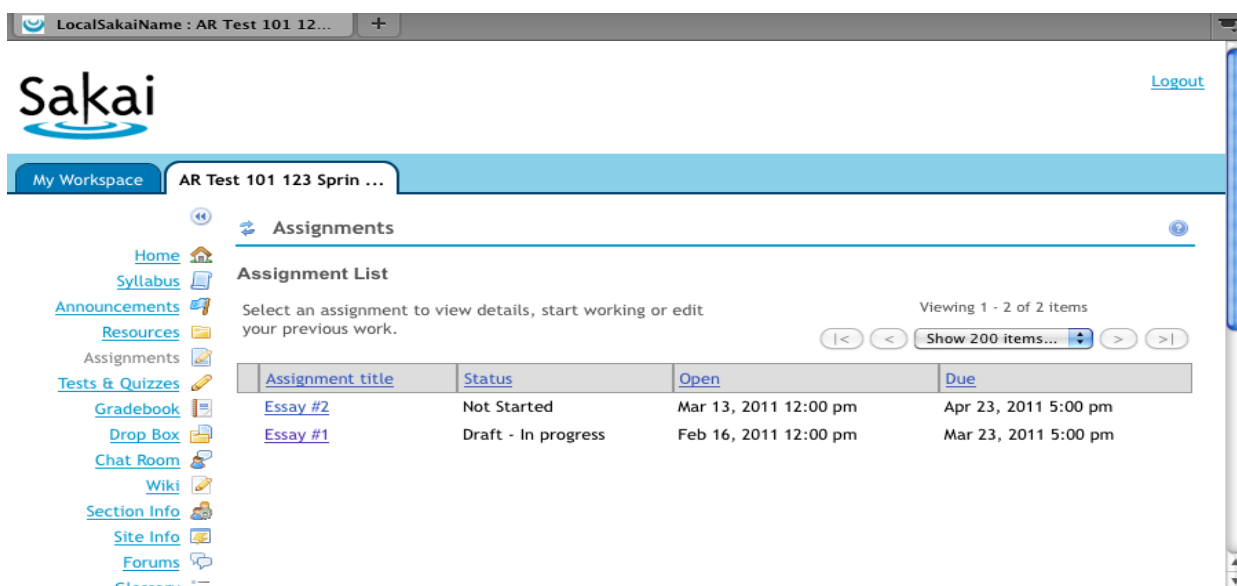 LocalSakaiName : AR Test 101 12...
+
Sakai
Logout
My Workspace
AR Test 101 123 Sprin ...
Home
Syllabus
Announcements
Resources
Assignments
Tests & Quizzes
Gradebook
Drop Box
Chat Room
Wiki
Section Info
Site Info
Forums
Glossary
Assignments
?
Assignment List
Select an assignment to view details, start working or edit
your previous work.
Viewing 1 - 2 of 2 items
|< < Show 200 items... > >|
Assignment title Status Open Due
Essay #2 Not Started Mar 13, 2011 12:00 pm Apr 23, 2011 5:00 pm
Essay #1 Draft - In progress Feb 16, 2011 12:00 pm Mar 23, 2011 5:00 pm